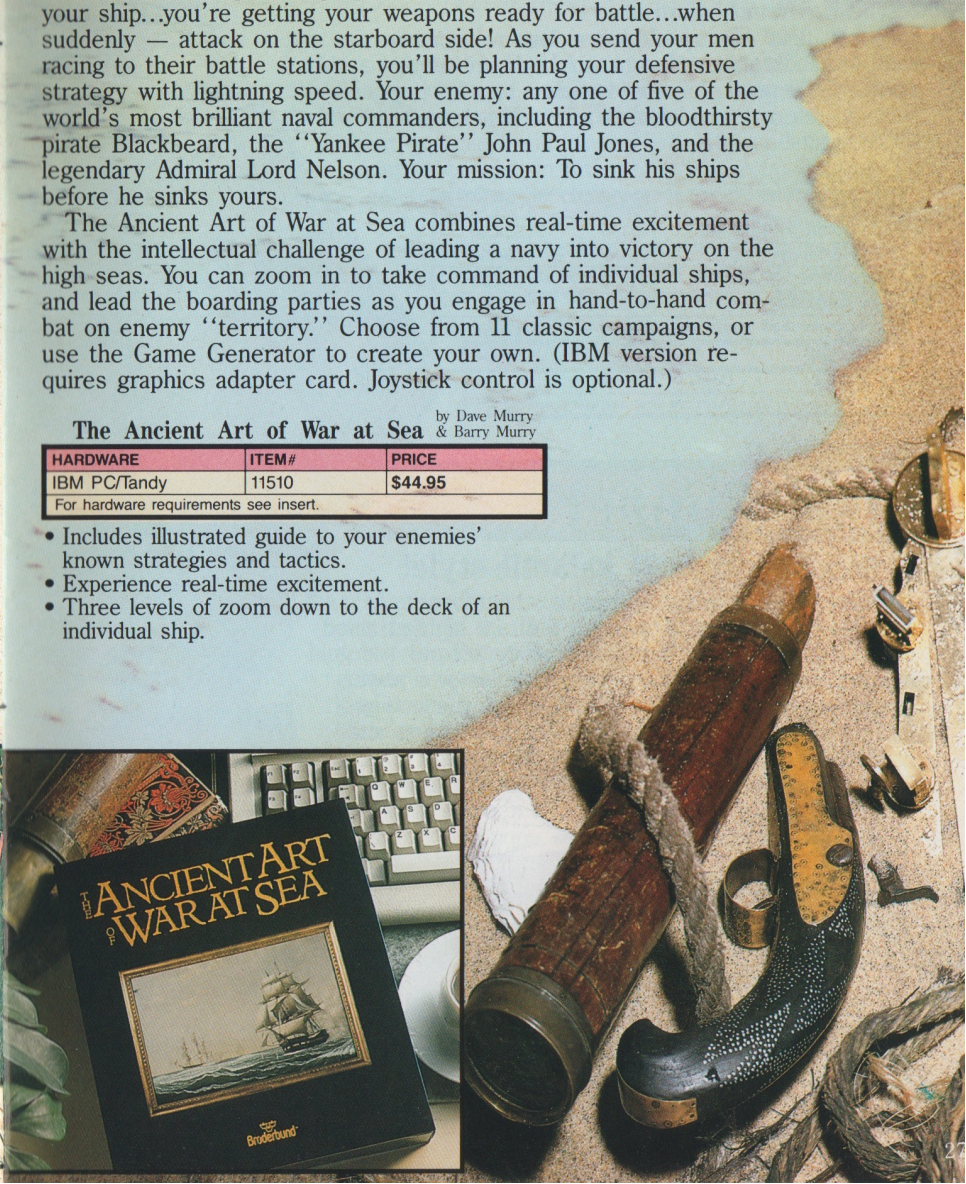 your ship...you're getting your weapons ready for battle...when
suddenly — attack on the starboard side! As you send your men
racing to their battle stations, you'll be planning your defensive
strategy with lightning speed. Your enemy: any one of five of the
world's most brilliant naval commanders, including the bloodthirsty
pirate Blackbeard, the ‘‘Yankee Pirate’’ John Paul Jones, and the
legendary Admiral Lord Nelson. Your mission: To sink his ships
before he sinks yours.
The Ancient Art of War at Sea combines real-time excitement
with the intellectual challenge of leading a navy into victory on the
high seas. You can zoom in to take command of individual ships,
and lead the boarding parties as you engage in hand-to-hand com-
bat on enemy ‘‘territory.’’ Choose from 11 classic campaigns, or
use the Game Generator to create your own. (IBM version re-
quires graphics adapter card. Joystick control is optional.)
The Ancient Art of War at Sea by Dave Murry
& Barry Murry
HARDWARE ITEM# PRICE
IBM PC/Tandy 11510 $44.95
For hardware requirements see insert.
• Includes illustrated guide to your enemies'
known strategies and tactics.
• Experience real-time excitement.
• Three levels of zoom down to the deck of an
individual ship.
THE ANCIENT ART
OF WAR AT SEA
Brøderbund
Q W E R
A S D
Z X C
27